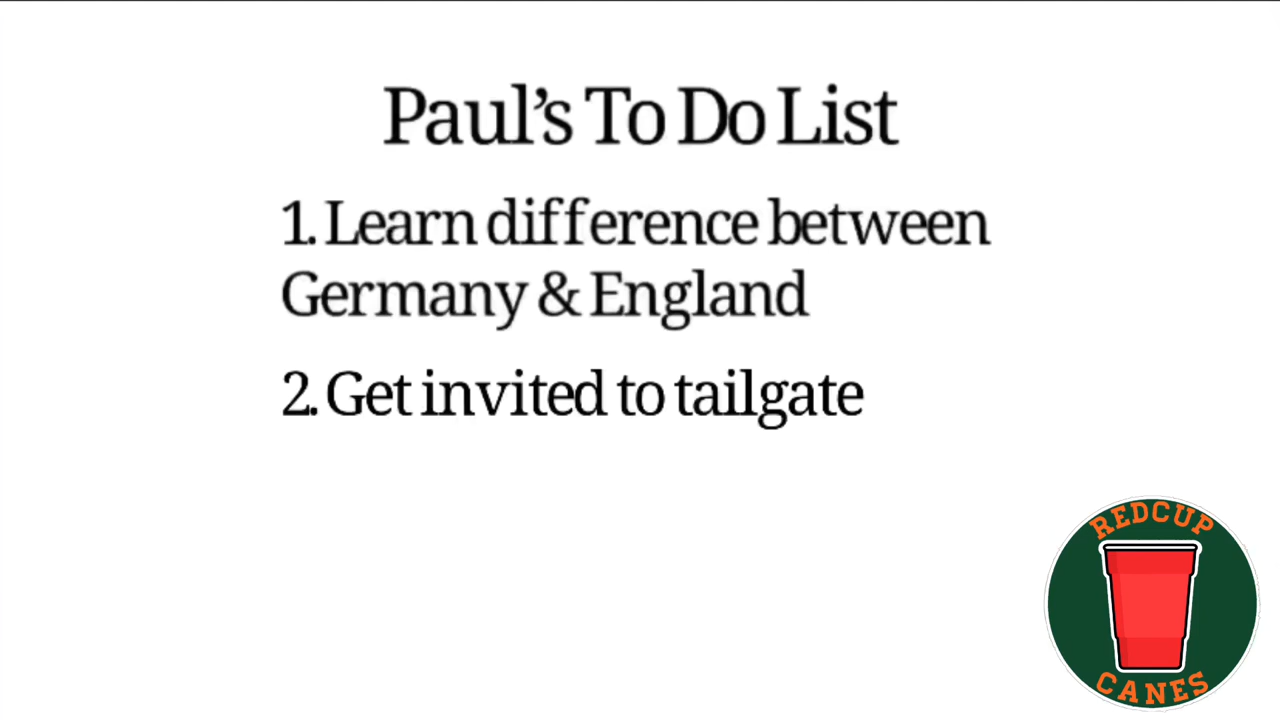 Paul's To Do List
1. Learn difference between
Germany & England
2. Get invited to tailgate
REDCUP
CANES